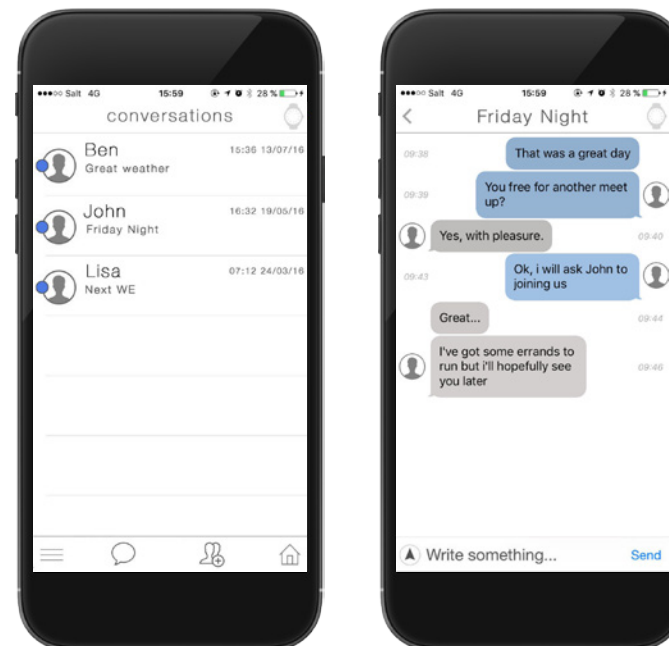 Salt 4G 15:59 28 %
conversations
Ben 15:36 13/07/16
Great weather
John 16:32 19/05/16
Friday Night
Lisa 07:12 24/03/16
Next WE
Salt 4G 15:59 28 %
Friday Night
09:38 That was a great day
09:39 You free for another meet
up?
Yes, with pleasure. 09:40
09:43 Ok, i will ask John to
joining us
Great... 09:44
I've got some errands to
run but i'll hopefully see
you later 09:46
Write something... Send